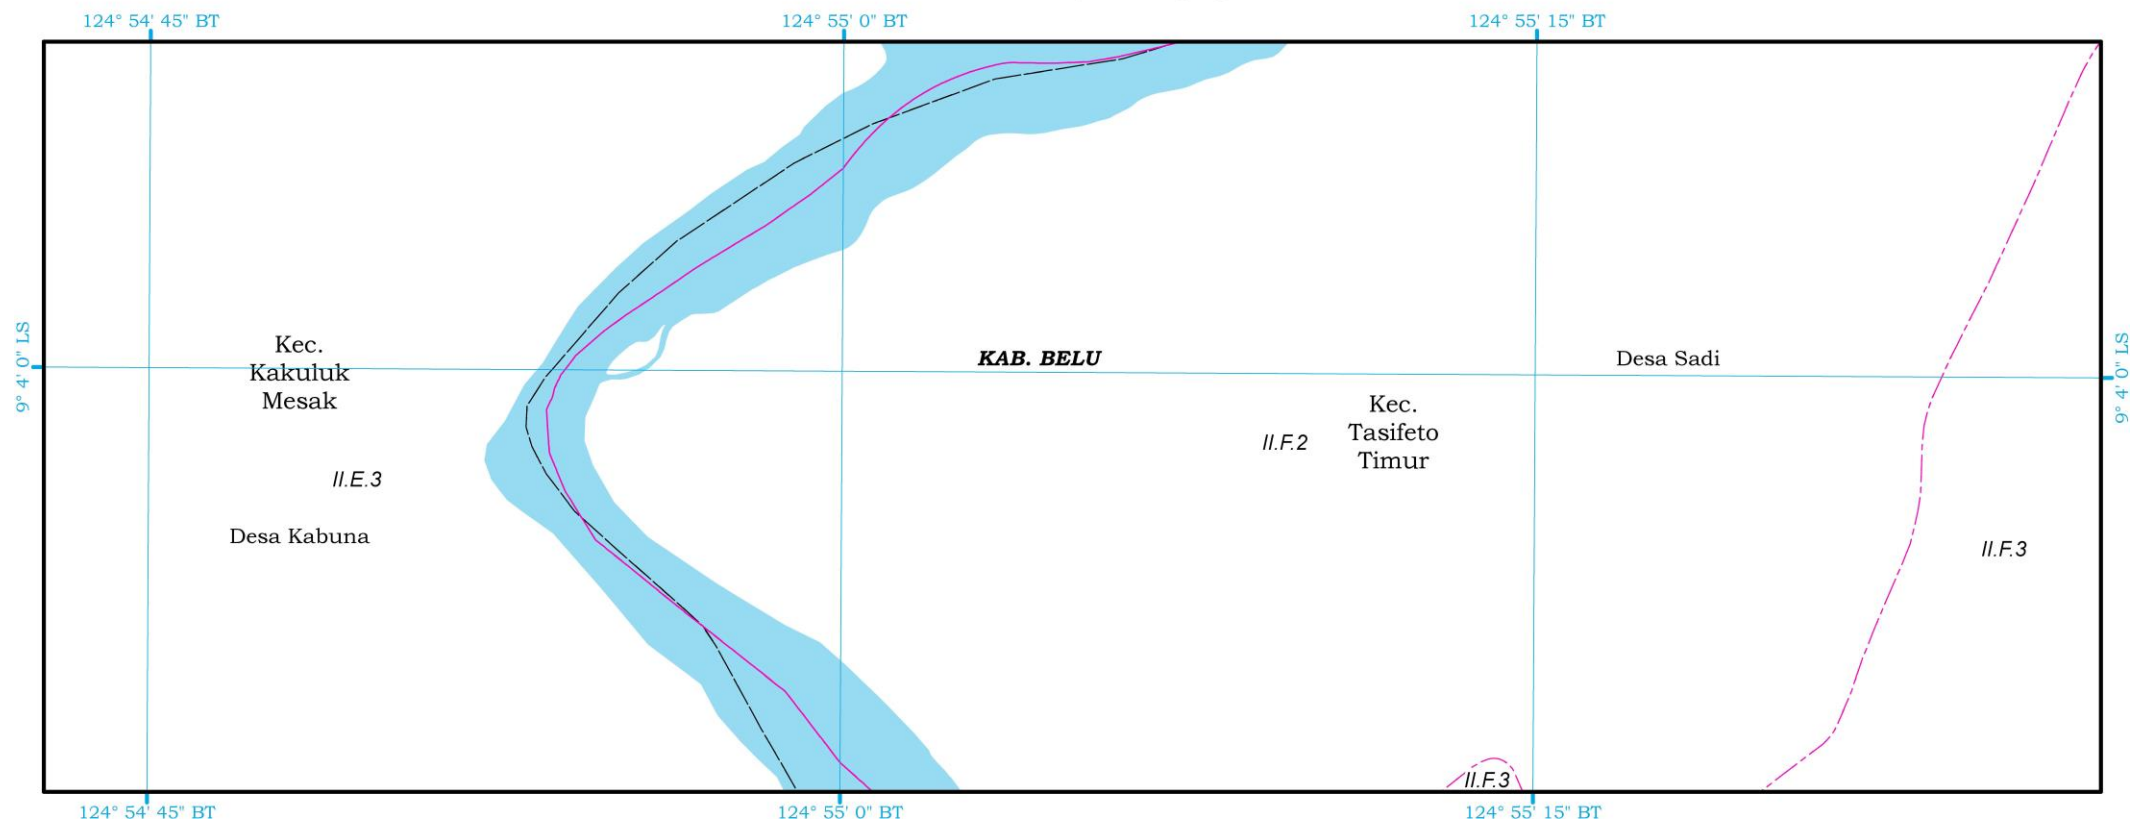 124° 54' 45" BT
124° 55' 0" BT
124° 55' 15" BT
9° 4' 0" LS
Kec.
Kakuluk
Mesak
KAB. BELU
Desa Sadi
9° 4' 0" LS
Kec.
Tasifeto
Timur
II.F.2
II.E.3
Desa Kabuna
II.F.3
II.F.3
124° 54' 45" BT
124° 55' 0" BT
124° 55' 15" BT